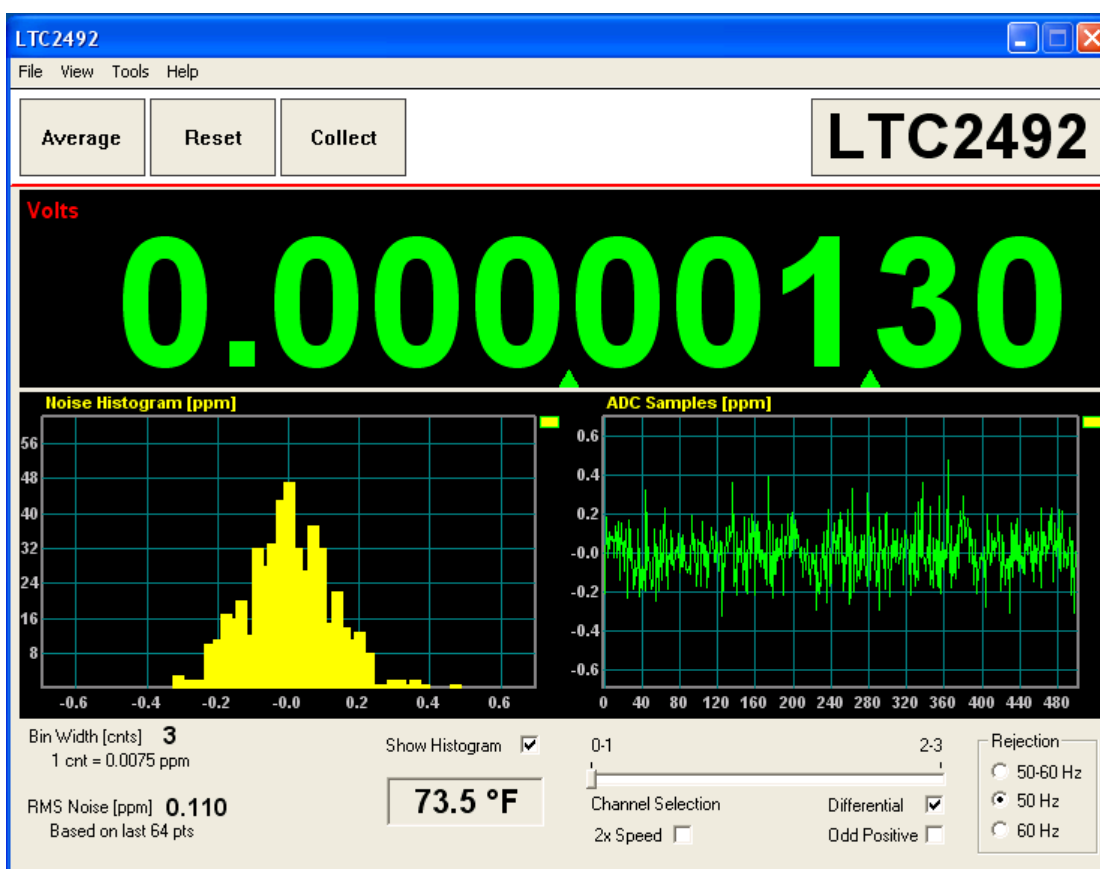 LTC2492
File View Tools Help
Average Reset Collect LTC2492
Volts
0.00000130
Noise Histogram [ppm]
56
48
40
32
24
16
8
-0.6 -0.4 -0.2 -0.0 0.2 0.4 0.6
ADC Samples [ppm]
0.6
0.4
0.2
-0.0
-0.2
-0.4
-0.6
0 40 80 120 160 200 240 280 320 360 400 440 480
Bin Width [cnts] 3
1 cnt = 0.0075 ppm
RMS Noise [ppm] 0.110
Based on last 64 pts
Show Histogram
73.5 °F
0-1 2-3
Channel Selection Differential
2x Speed Odd Positive
Rejection
50-60 Hz
50 Hz
60 Hz